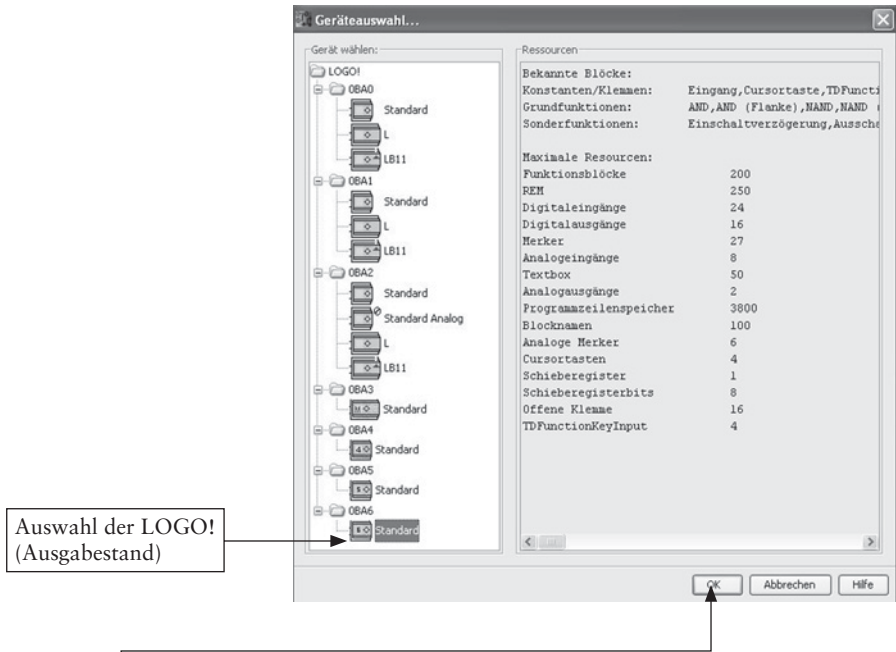 Geräteauswahl...
Gerät wählen:
LOGO!
0BA0
Standard
L
LB11
0BA1
Standard
L
LB11
0BA2
Standard
Standard Analog
L
LB11
0BA3
Standard
0BA4
Standard
0BA5
Standard
0BA6
Standard
Ressourcen
Bekannte Blöcke:
Konstanten/Klemmen: Eingang,Cursortaste,TDFuncti
Grundfunktionen: AND,AND (Flanke),NAND,NAND
Sonderfunktionen: Einschaltverzögerung,Aussche
Maximale Resourcen:
Funktionsblöcke 200
REM 250
Digitaleingänge 24
Digitalausgänge 16
Merker 27
Analogeingänge 8
Textbox 50
Analogausgänge 2
Programmzeilenspeicher 3800
Blocknamen 100
Analoge Merker 6
Cursortasten 4
Schieberegister 1
Schieberegisterbits 8
Offene Klemme 16
TDFunctionKeyInput 4
Auswahl der LOGO!
(Ausgabestand)
OK Abbrechen Hilfe